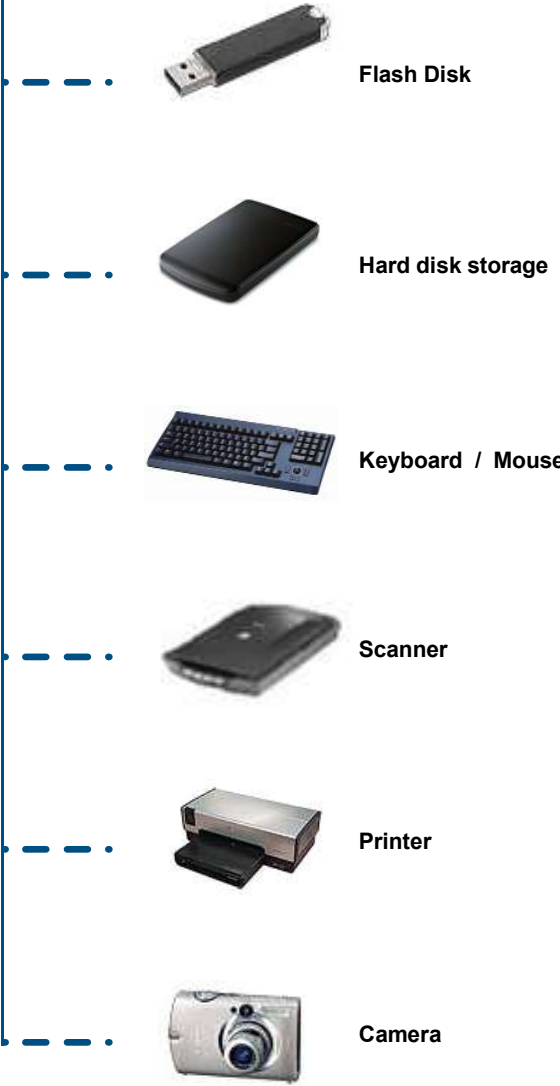 Flash Disk
Hard disk storage
Keyboard / Mouse
Scanner
Printer
Camera